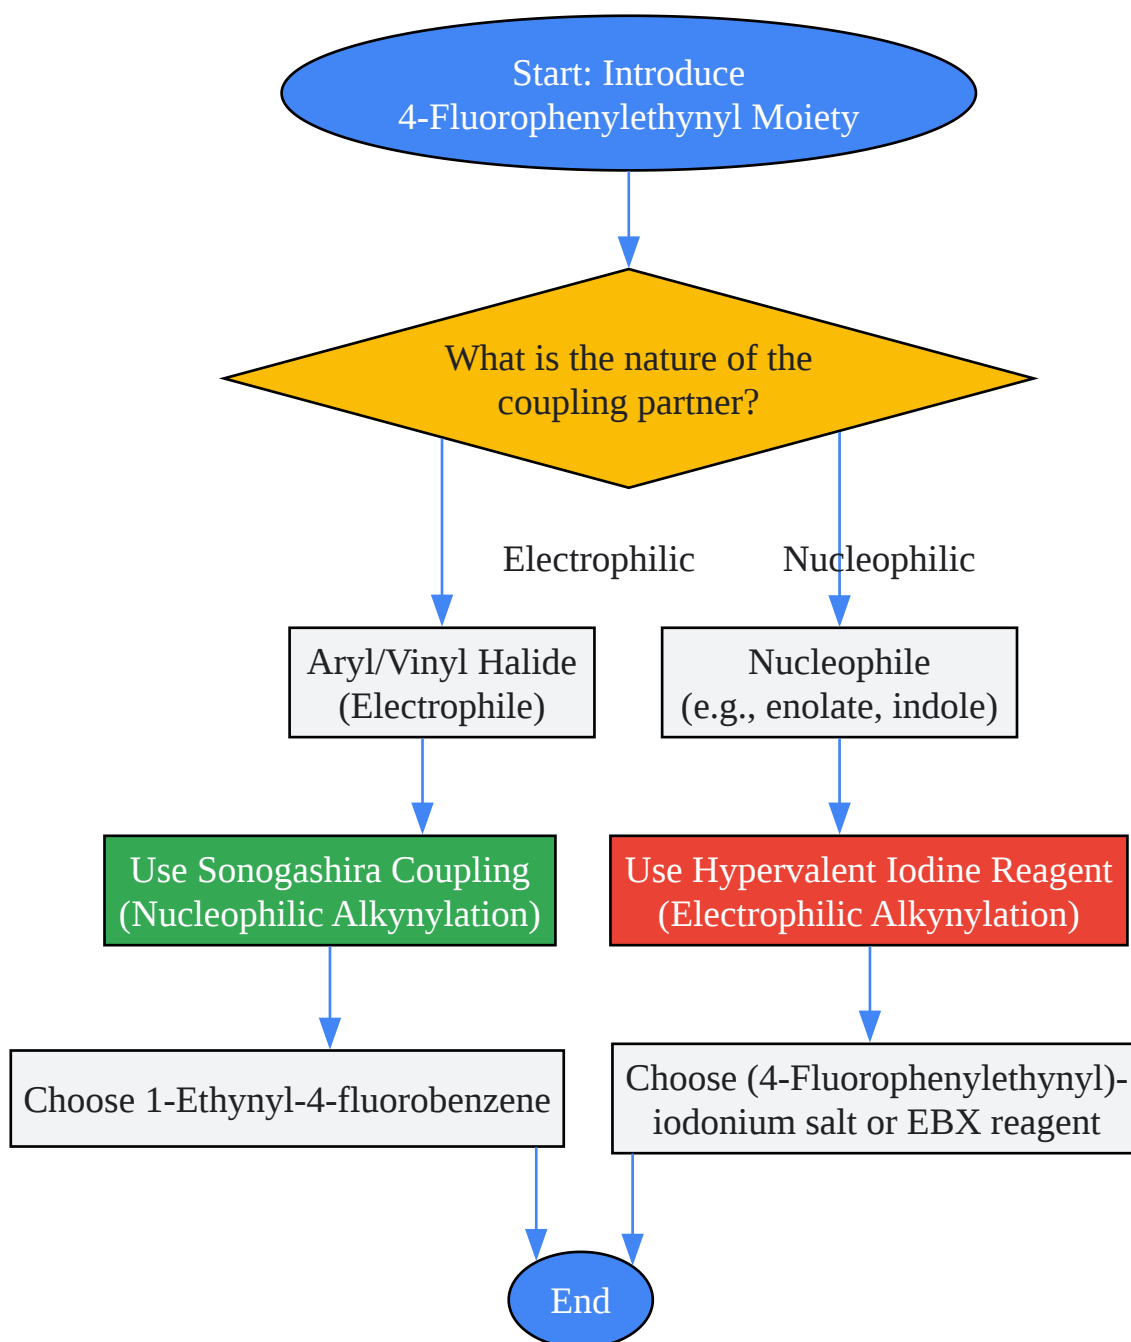 Start: Introduce
4-Fluorophenylethynyl Moiety
What is the nature of the
coupling partner?
Electrophilic
Nucleophilic
Aryl/Vinyl Halide
(Electrophile)
Nucleophile
(e.g., enolate, indole)
Use Sonogashira Coupling
(Nucleophilic Alkynylation)
Use Hypervalent Iodine Reagent
(Electrophilic Alkynylation)
Choose 1-Ethynyl-4-fluorobenzene
Choose (4-Fluorophenylethynyl)-
iodonium salt or EBX reagent
End